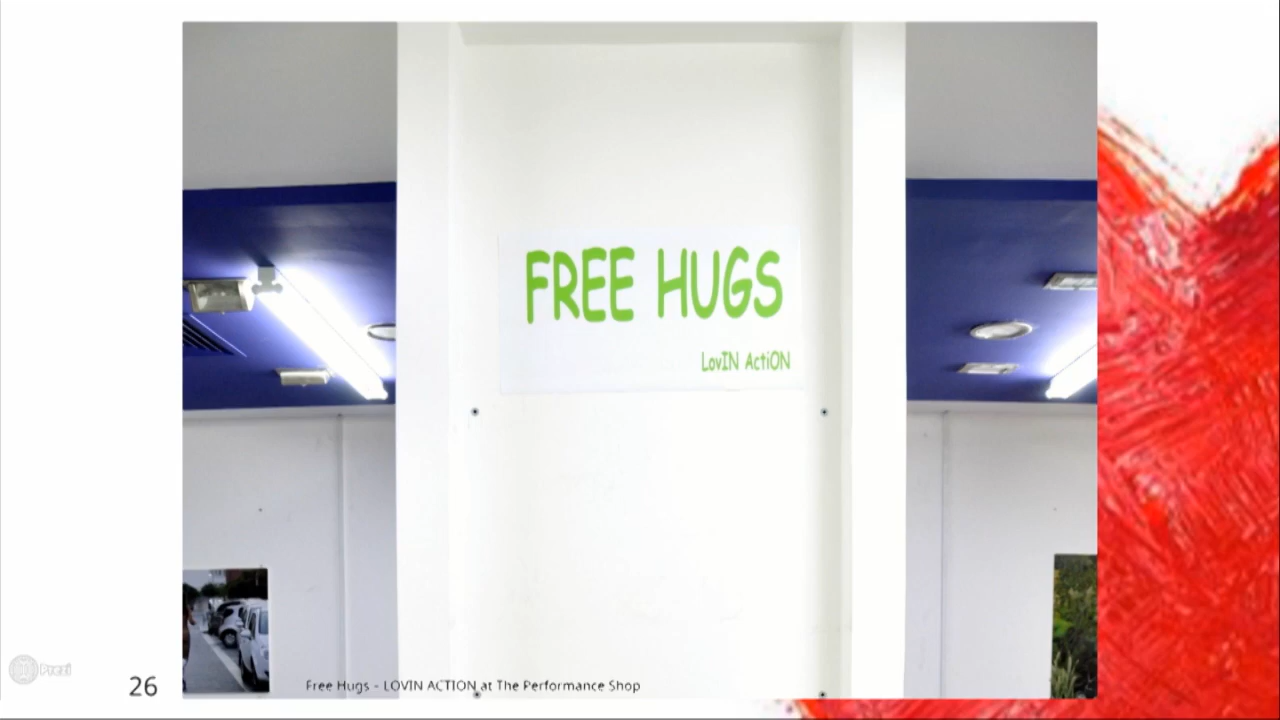 FREE HUGS
LovIN ActiON
Prezi
26
Free Hugs - LOVIN ACTION at The Performance Shop